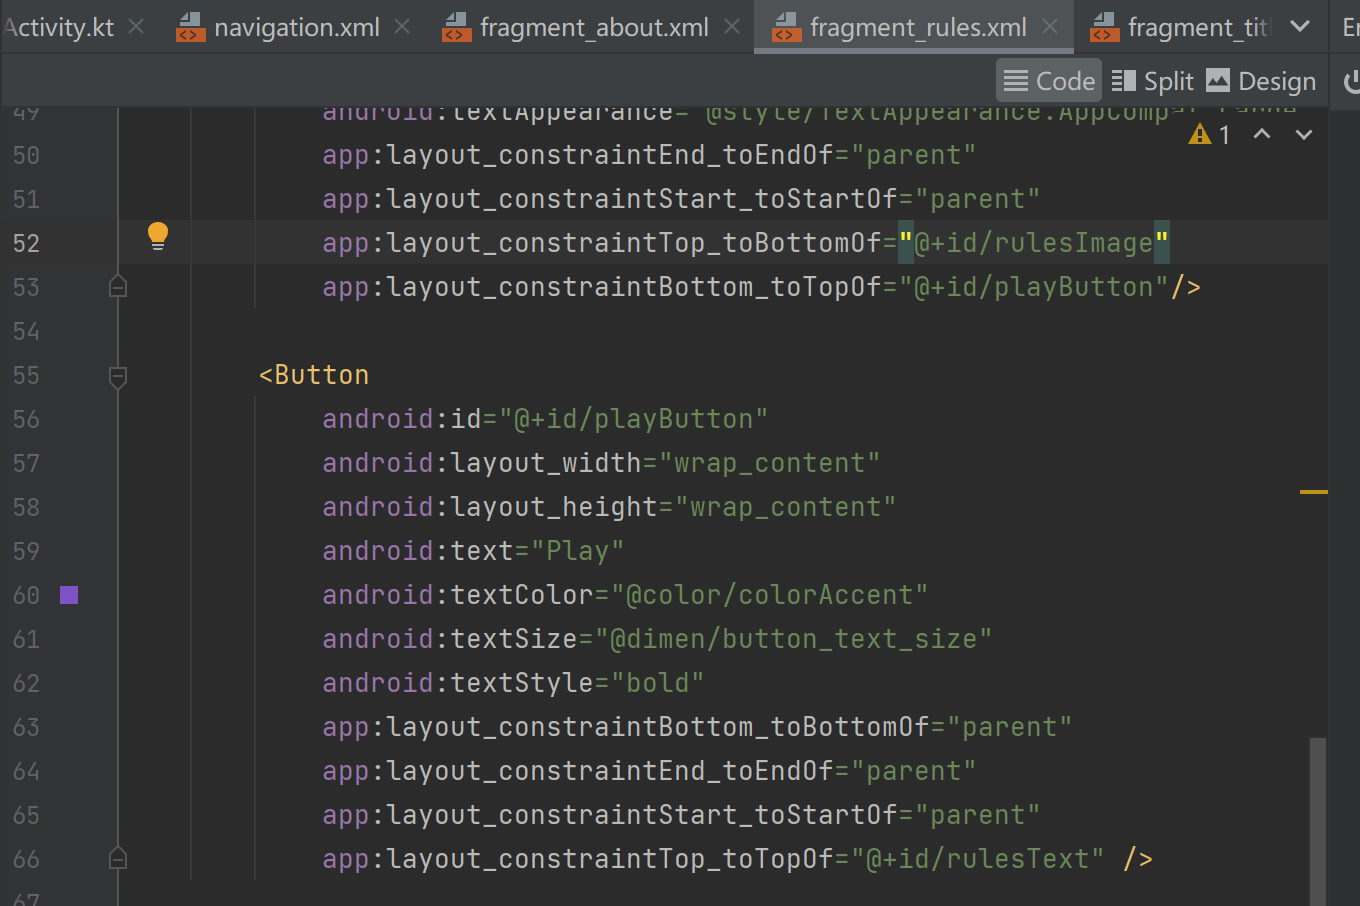 Activity.kt navigation.xml fragment_about.xml fragment_rules.xml fragment_tit
Code Split Design
49 android:textAppearance="@style/TextAppearance.AppCompat
1
50 app:layout_constraintEnd_toEndOf="parent"
51 app:layout_constraintStart_toStartOf="parent"
52 app:layout_constraintTop_toBottomOf="@+id/rulesImage"
53 app:layout_constraintBottom_toTopOf="@+id/playButton"/>
54
55 <Button
56 android:id="@+id/playButton"
57 android:layout_width="wrap_content"
58 android:layout_height="wrap_content"
59 android:text="Play"
60 android:textColor="@color/colorAccent"
61 android:textSize="@dimen/button_text_size"
62 android:textStyle="bold"
63 app:layout_constraintBottom_toBottomOf="parent"
64 app:layout_constraintEnd_toEndOf="parent"
65 app:layout_constraintStart_toStartOf="parent"
66 app:layout_constraintTop_toTopOf="@+id/rulesText" />
67